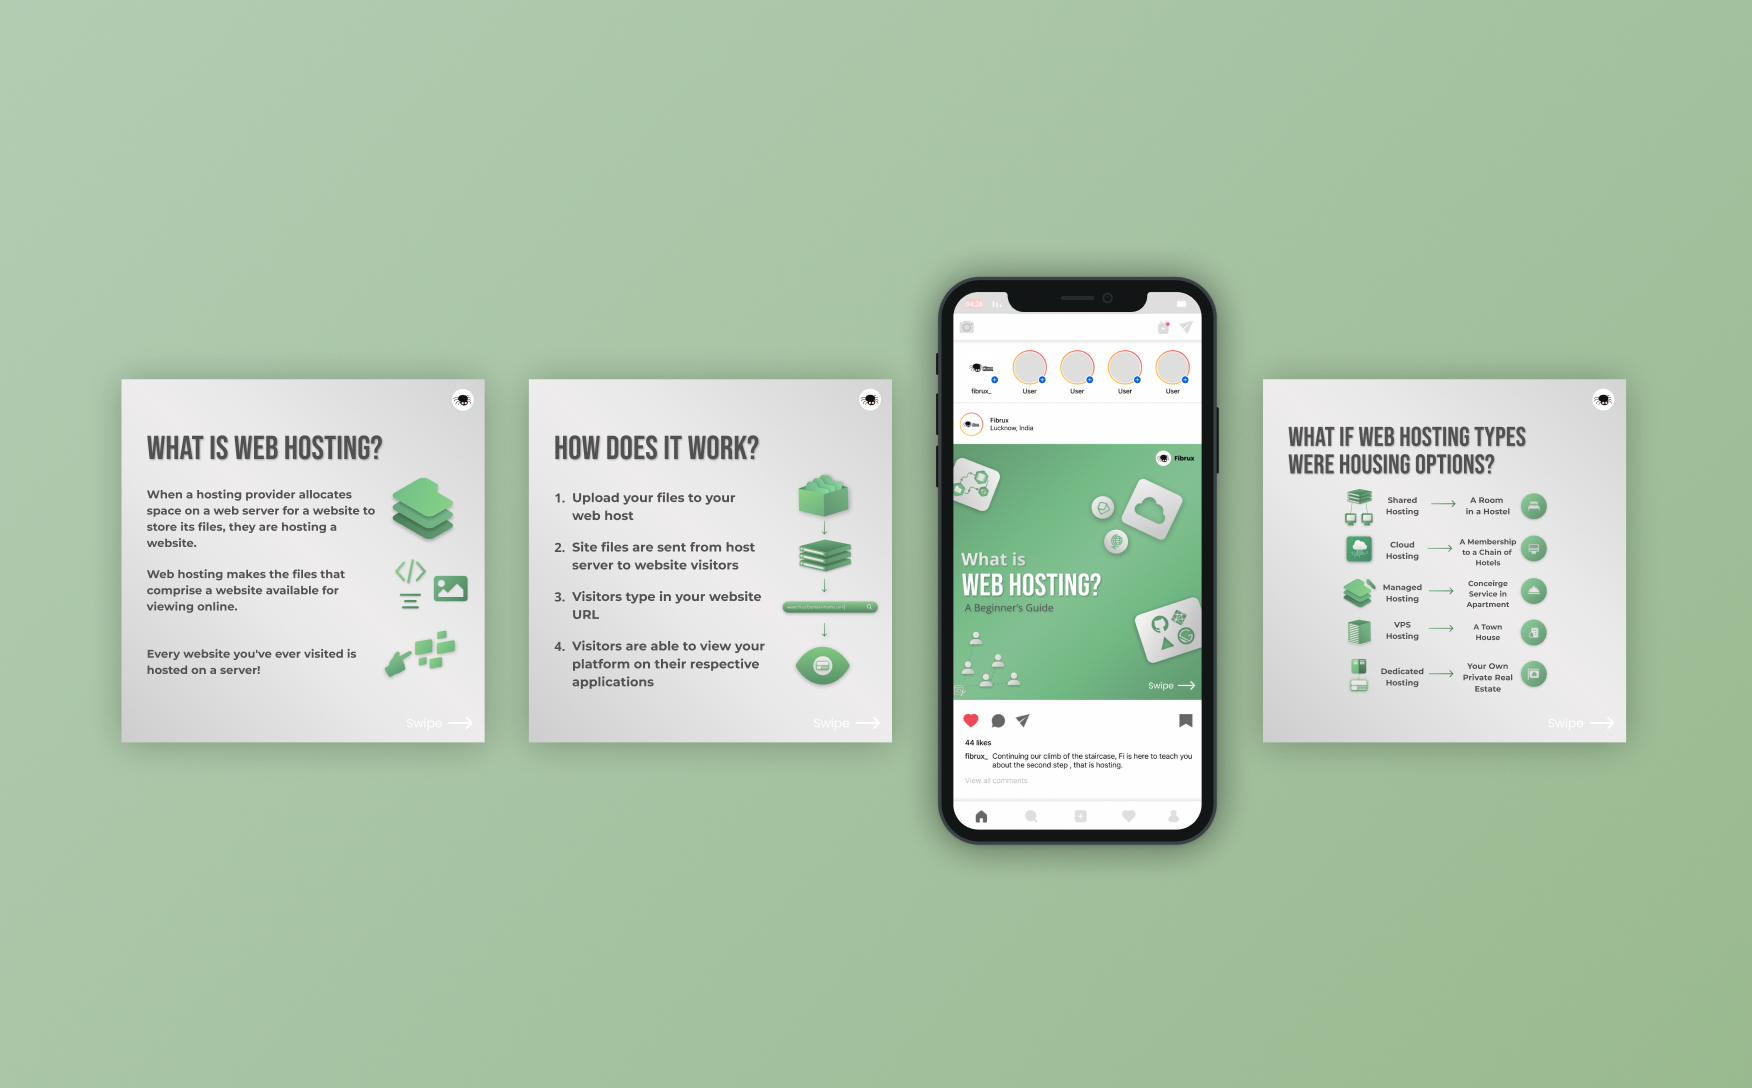 WHAT IS WEB HOSTING?
When a hosting provider allocates
space on a web server for a website to
store its files, they are hosting a
website.
Web hosting makes the files that
comprise a website available for
viewing online.
Every website you've ever visited is
hosted on a server!
Swipe
HOW DOES IT WORK?
1. Upload your files to your
web host
2. Site files are sent from host
server to website visitors
3. Visitors type in your website
URL
4. Visitors are able to view your
platform on their respective
applications
Swipe
fibrux_
User
User
User
User
Fibrux
Lucknow, India
Fibrux
What is
WEB HOSTING?
A Beginner's Guide
Swipe
44 likes
fibrux_ Continuing our climb of the staircase, Fi is here to teach you
about the second step , that is hosting.
View all comments
WHAT IF WEB HOSTING TYPES
WERE HOUSING OPTIONS?
Shared
Hosting
A Room
in a Hostel
Cloud
Hosting
A Membership
to a Chain of
Hotels
Managed
Hosting
Conceirge
Service in
Apartment
VPS
Hosting
A Town
House
Dedicated
Hosting
Your Own
Private Real
Estate
Swipe